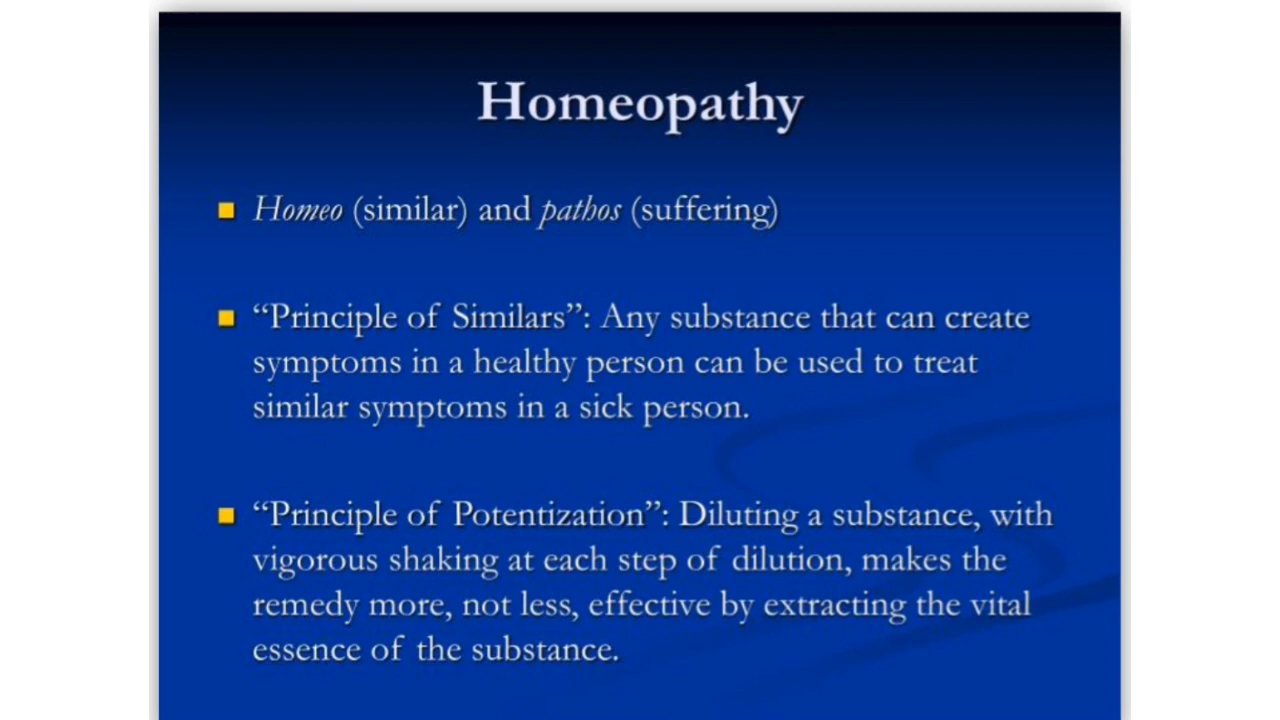 Homeopathy
Homeo (similar) and pathos (suffering)
“Principle of Similars”: Any substance that can create
symptoms in a healthy person can be used to treat
similar symptoms in a sick person.
“Principle of Potentization”: Diluting a substance, with
vigorous shaking at each step of dilution, makes the
remedy more, not less, effective by extracting the vital
essence of the substance.